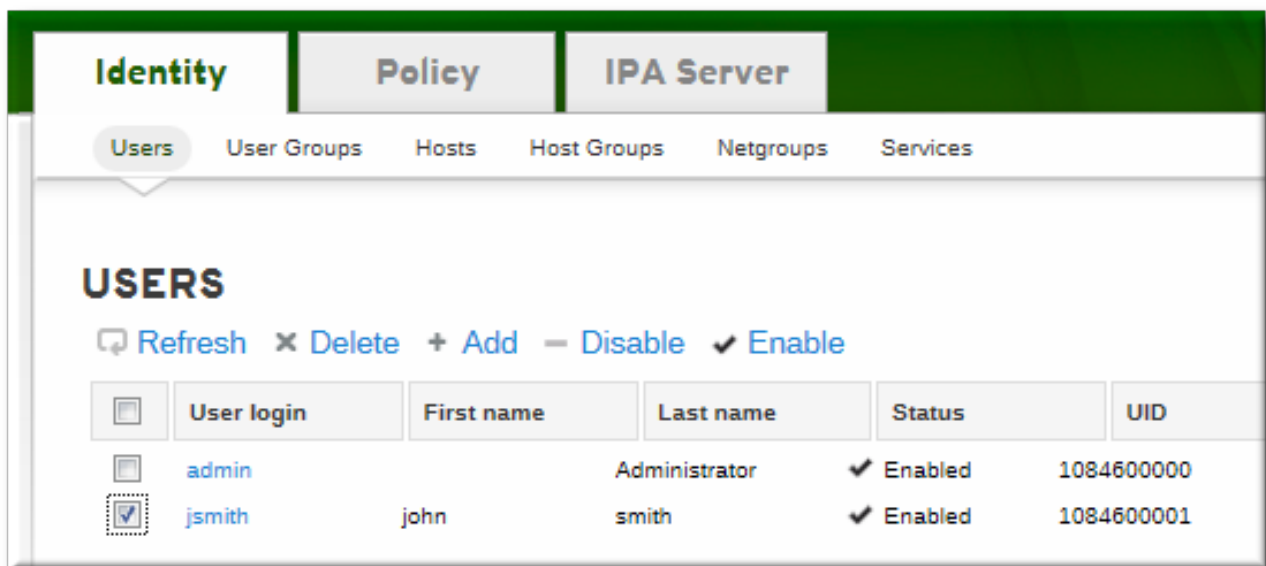 Identity Policy IPA Server
Users User Groups Hosts Host Groups Netgroups Services
USERS
Refresh Delete Add Disable Enable
User login First name Last name Status UID
admin Administrator Enabled 1084600000
jsmith john smith Enabled 1084600001